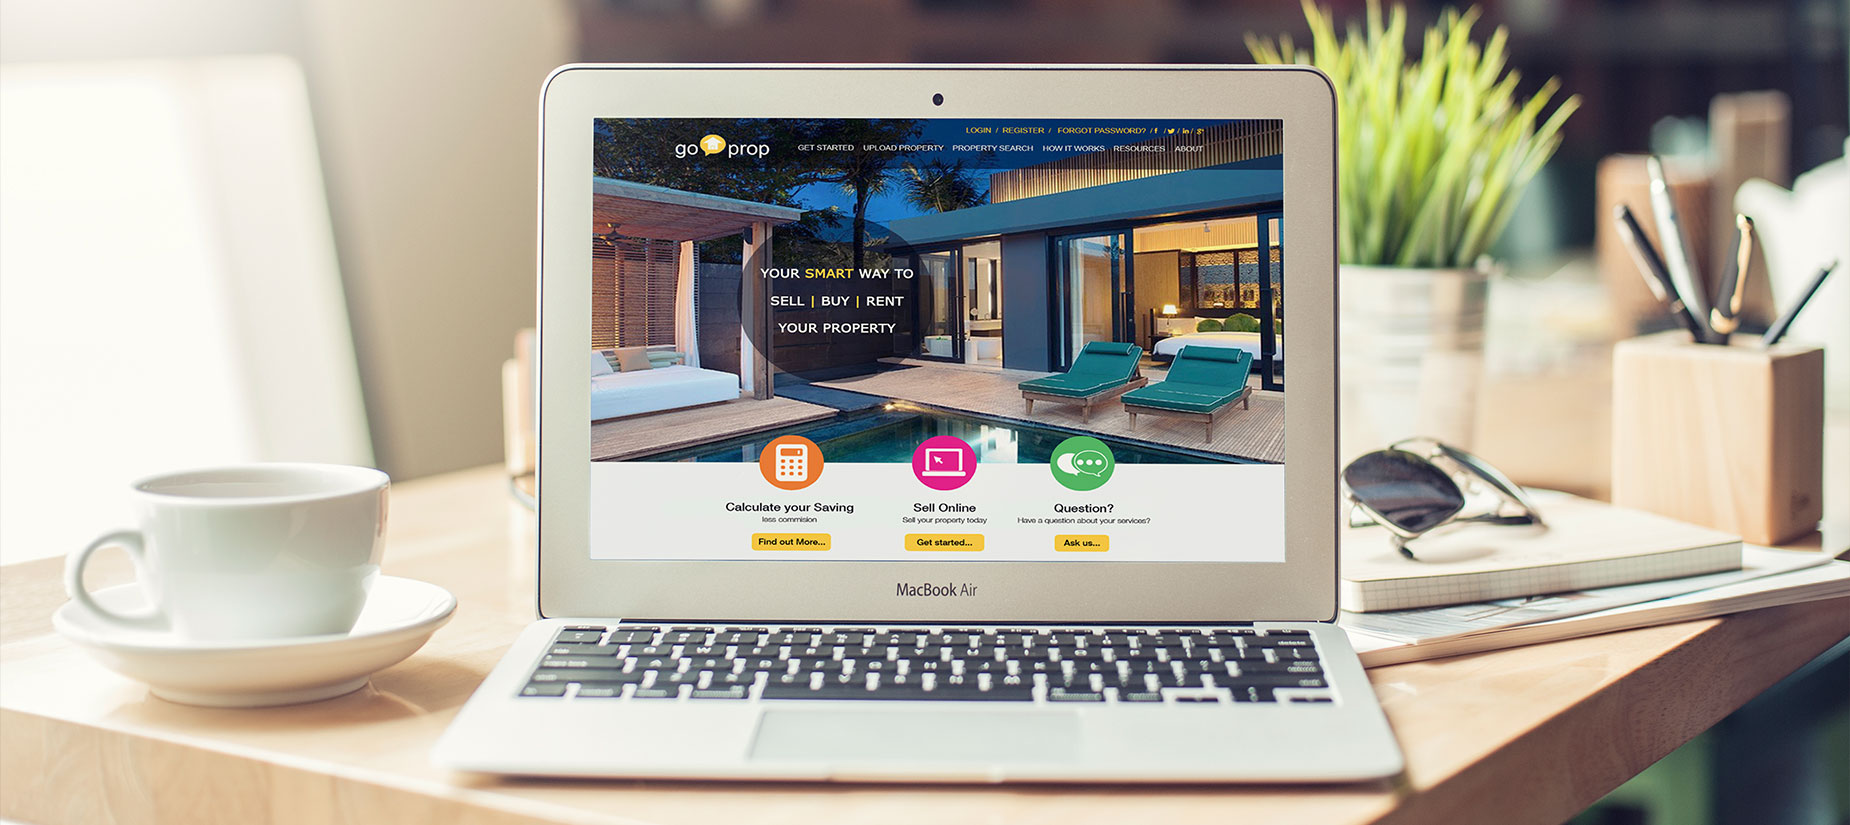 LOGIN / REGISTER / FORGOT PASSWORD? /
go prop
GET STARTED UPLOAD PROPERTY PROPERTY SEARCH HOW IT WORKS RESOURCES ABOUT
YOUR SMART WAY TO
SELL | BUY | RENT
YOUR PROPERTY
Calculate your Saving
less commision
Find out More...
Sell Online
Sell your property today
Get started...
Question?
Have a question about your services?
Ask us...
MacBook Air